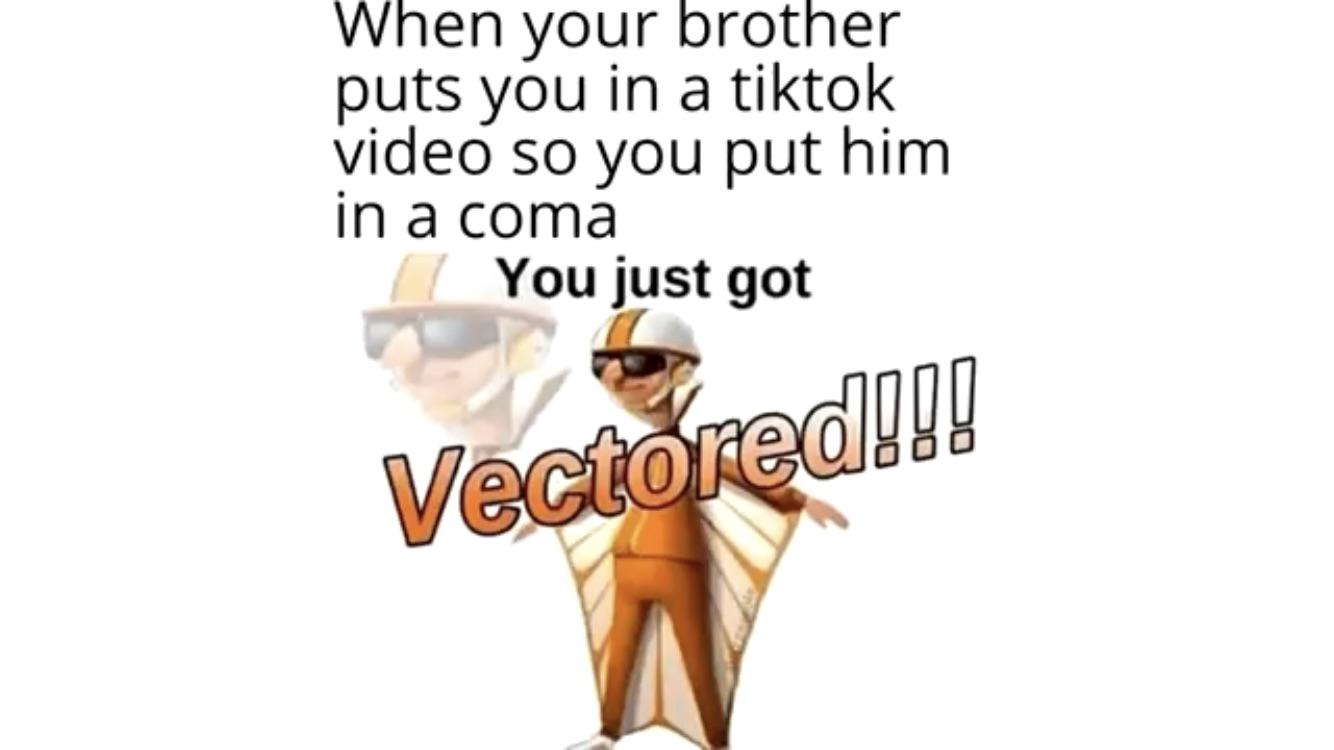 When your brother
puts you in a tiktok
video so you put him
in a coma
You just got
Vectored!!!